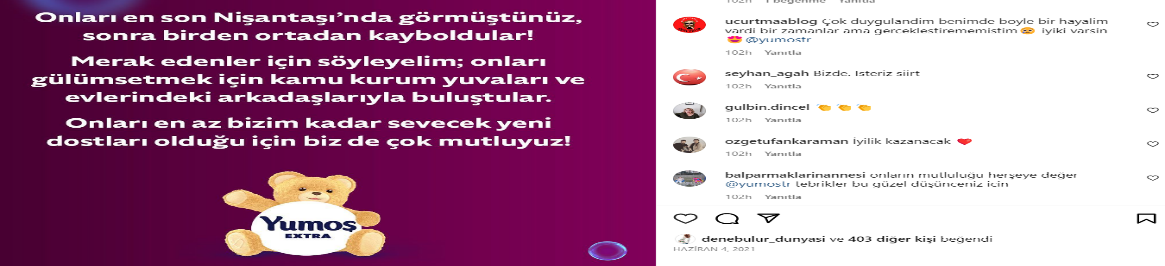 Onları en son Nişantaşı’nda görmüştünüz,
sonra birden ortadan kayboldular!
Merak edenler için söyleyelim; onları
gülümsetmek için kamu kurum yuvaları ve
evlerindeki arkadaşlarıyla buluştular.
Onları en az bizim kadar sevecek yeni
dostları olduğu için biz de çok mutluyuz!
Yumoş
EXTRA
102h 1 beğenme Yanıtla
ucurtmaablog Çok duygulandim benimde boyle bir hayalim
vardi bir zamanlar ama gerceklestirememistim 🥺 iyiki varsin
😍 @yumostr
102h Yanıtla
seyhan_agah Bizde. Isteriz siirt
102h Yanıtla
gulbin.dincel 👏 👏 👏
102h Yanıtla
ozgetufankaraman İyilik kazanacak ❤️
102h Yanıtla
balparmaklarinannesi onların mutluluğu herşeye değer
@yumostr tebrikler bu güzel düşünceniz için
102h Yanıtla
denebulur_dunyasi ve 403 diğer kişi beğendi
HAZİRAN 4, 2021